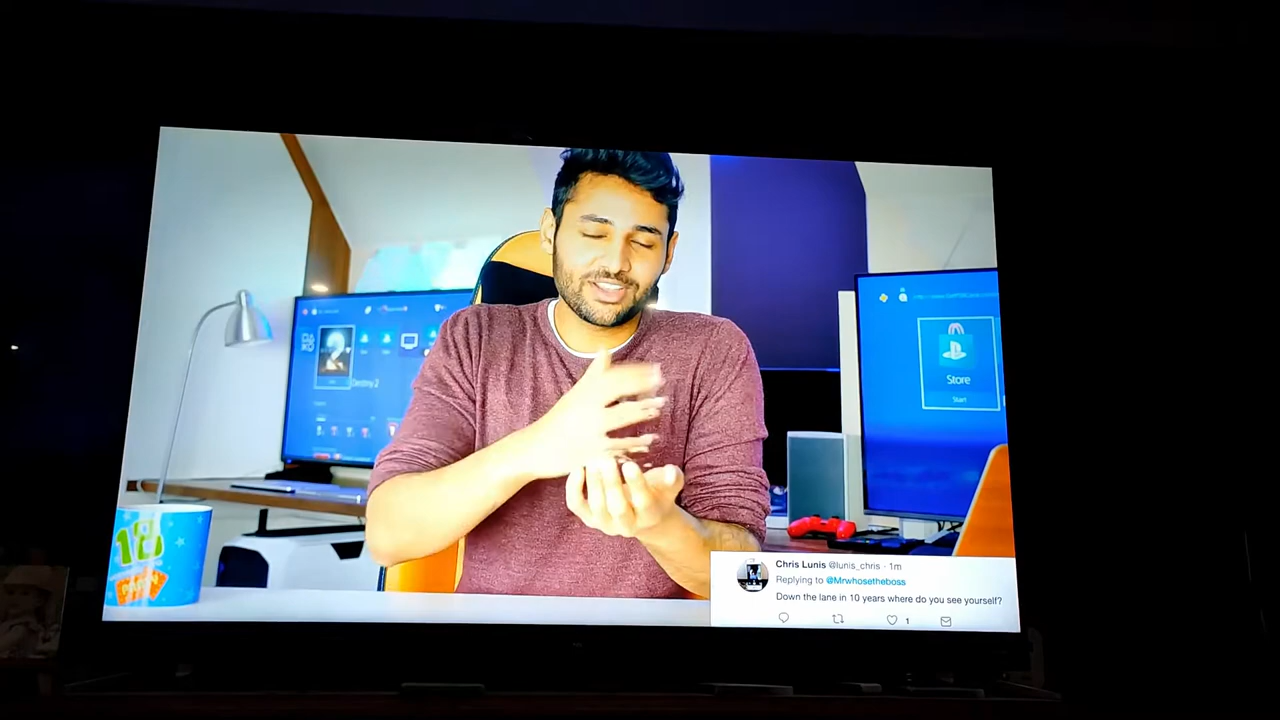 Destiny 2
Store
Start
18
Chris Lunis @lunis_chris · 1m
Replying to @Mrwhosetheboss
Down the lane in 10 years where do you see yourself?
1